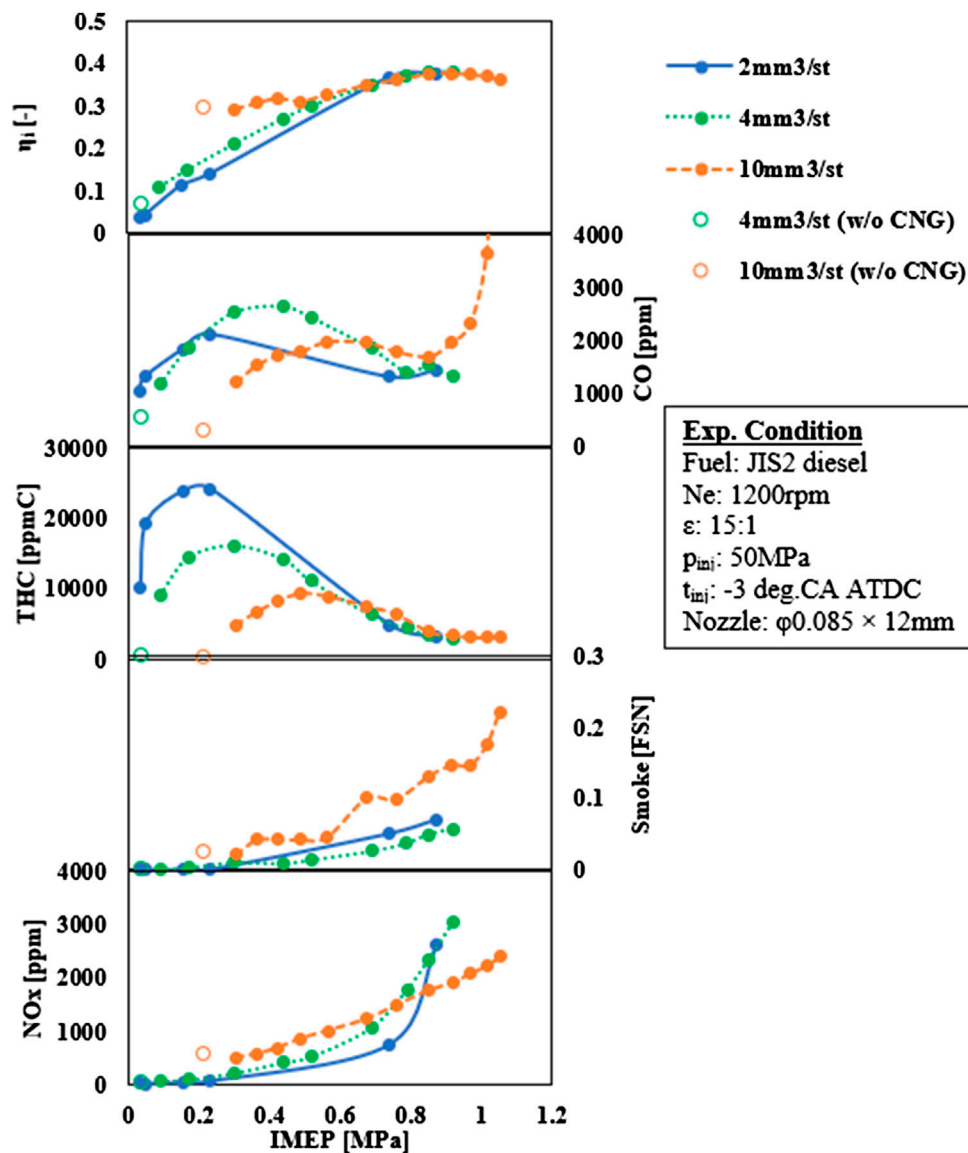 0.5
0.4
0.3
0.2
0.1
0
ηi [-]
4000
3000
2000
1000
0
CO [ppm]
30000
20000
10000
0
THC [ppmC]
0.3
0.2
0.1
0
Smoke [FSN]
4000
3000
2000
1000
0
NOx [ppm]
0 0.2 0.4 0.6 0.8 1 1.2
IMEP [MPa]
2mm3/st
4mm3/st
10mm3/st
4mm3/st (w/o CNG)
10mm3/st (w/o CNG)
Exp. Condition
Fuel: JIS2 diesel
Ne: 1200rpm
ε: 15:1
pinj: 50MPa
tinj: -3 deg.CA ATDC
Nozzle: φ0.085 × 12mm